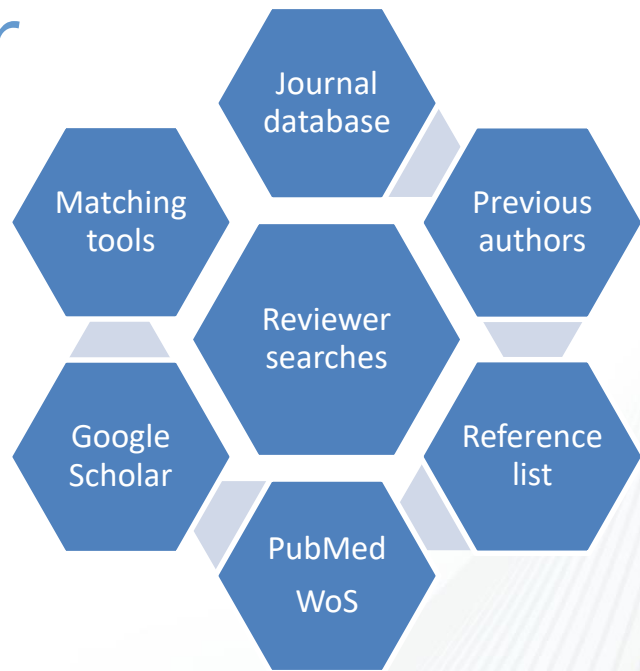 r
Journal
database
Previous
authors
Reference
list
PubMed
WoS
Google
Scholar
Matching
tools
Reviewer
searches